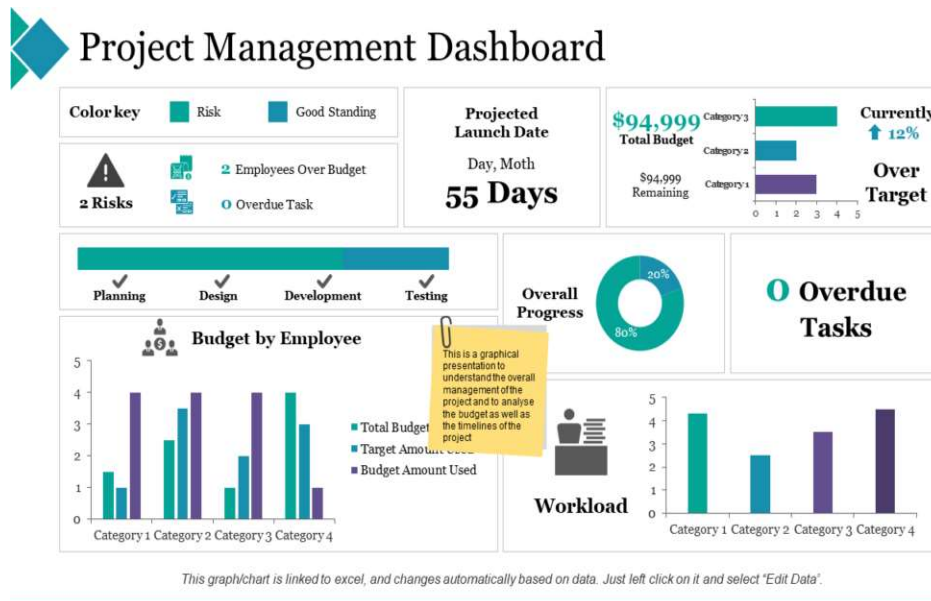 Project Management Dashboard
Color key
Risk
Good Standing
2 Risks
2 Employees Over Budget
0 Overdue Task
Projected
Launch Date
Day, Moth
55 Days
$94,999
Total Budget
$94,999
Remaining
Category 3
Category 2
Category 1
0 1 2 3 4 5
Currently
12%
Over
Target
Planning
Design
Development
Testing
Overall
Progress
20%
80%
0 Overdue
Tasks
Budget by Employee
5
4
3
2
1
0
Category 1 Category 2 Category 3 Category 4
Total Budget
Target Amount Used
Budget Amount Used
This is a graphical
presentation to
understand the overall
management of the
project and to analyse
the budget as well as
the timelines of the
project
Workload
5
4
3
2
1
0
Category 1 Category 2 Category 3 Category 4
This graph/chart is linked to excel, and changes automatically based on data. Just left click on it and select "Edit Data".